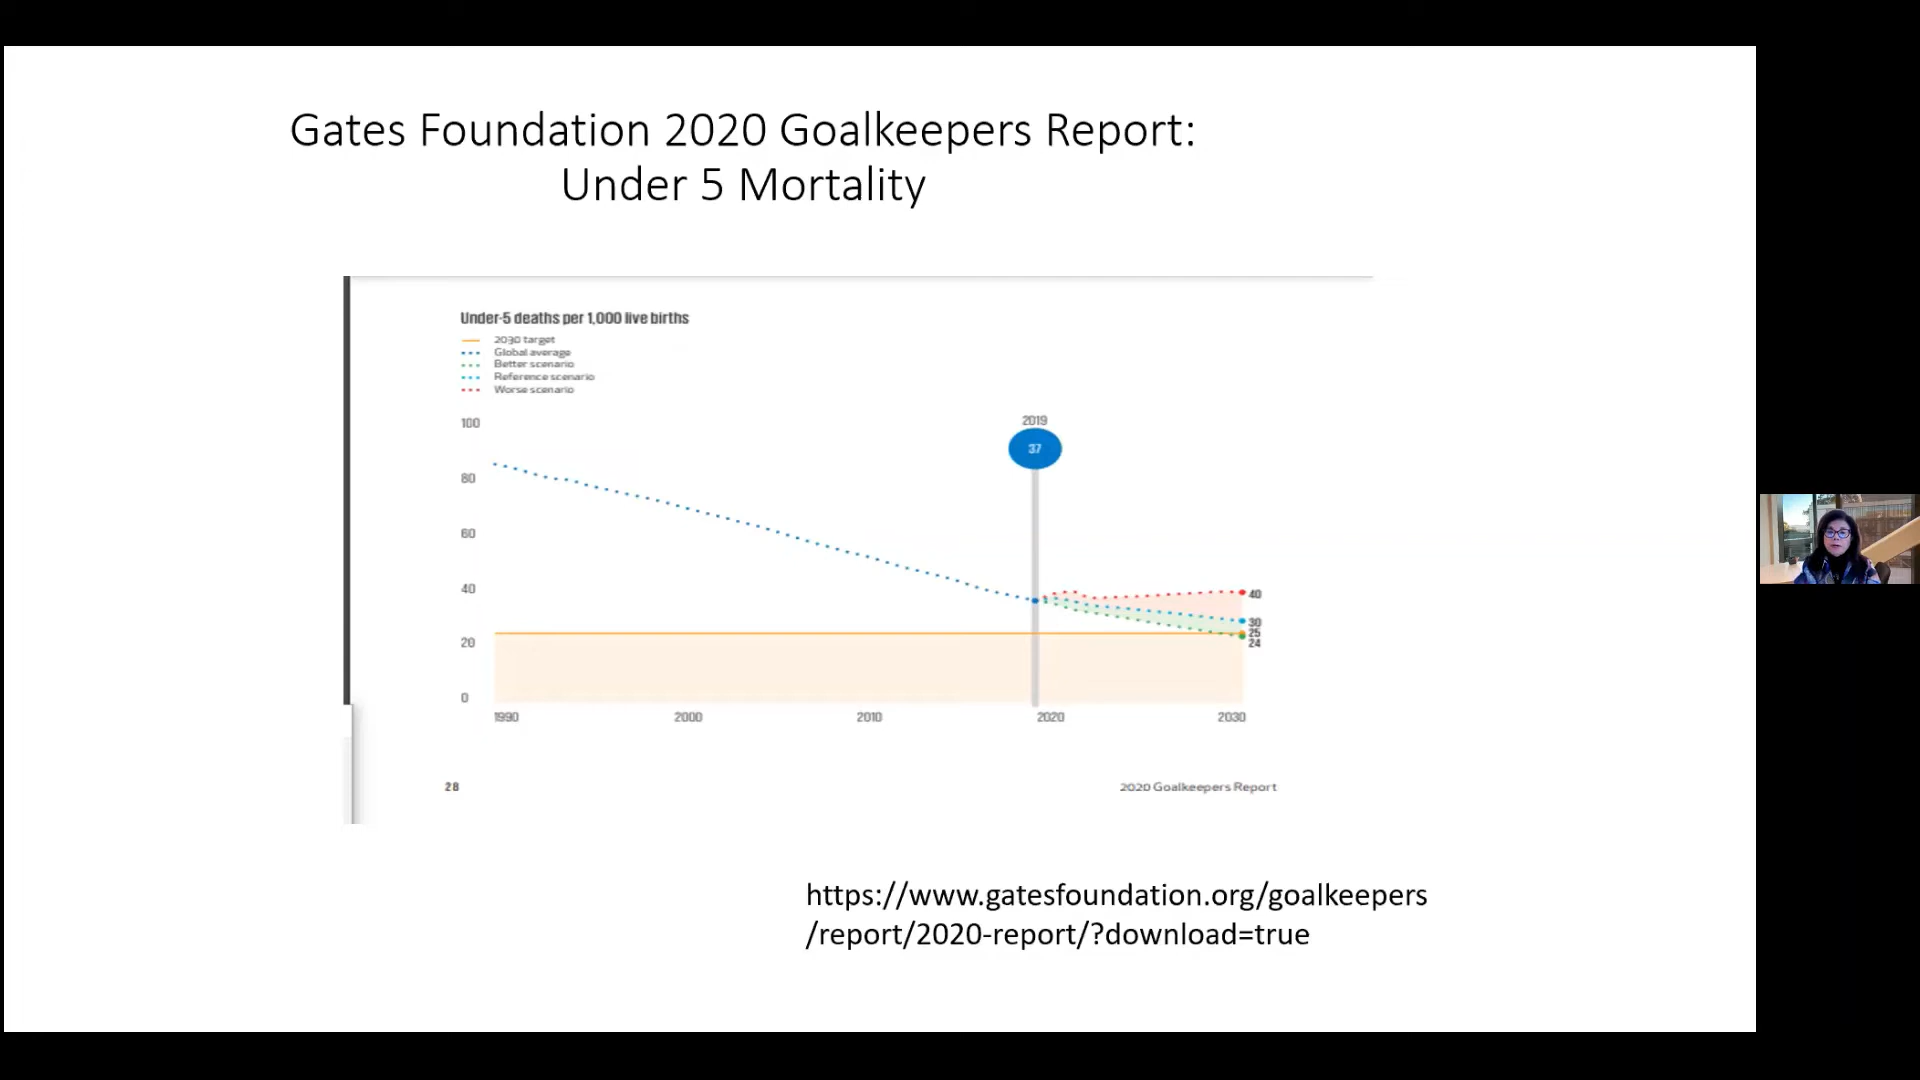 Gates Foundation 2020 Goalkeepers Report:
Under 5 Mortality
Under-5 deaths per 1,000 live births
2030 target
Global average
Better scenario
Reference scenario
Worse scenario
100
80
60
40
20
0
2019
37
40
30
25
24
1990
2000
2010
2020
2030
28
2020 Goalkeepers Report
https://www.gatesfoundation.org/goalkeepers
/report/2020-report/?download=true